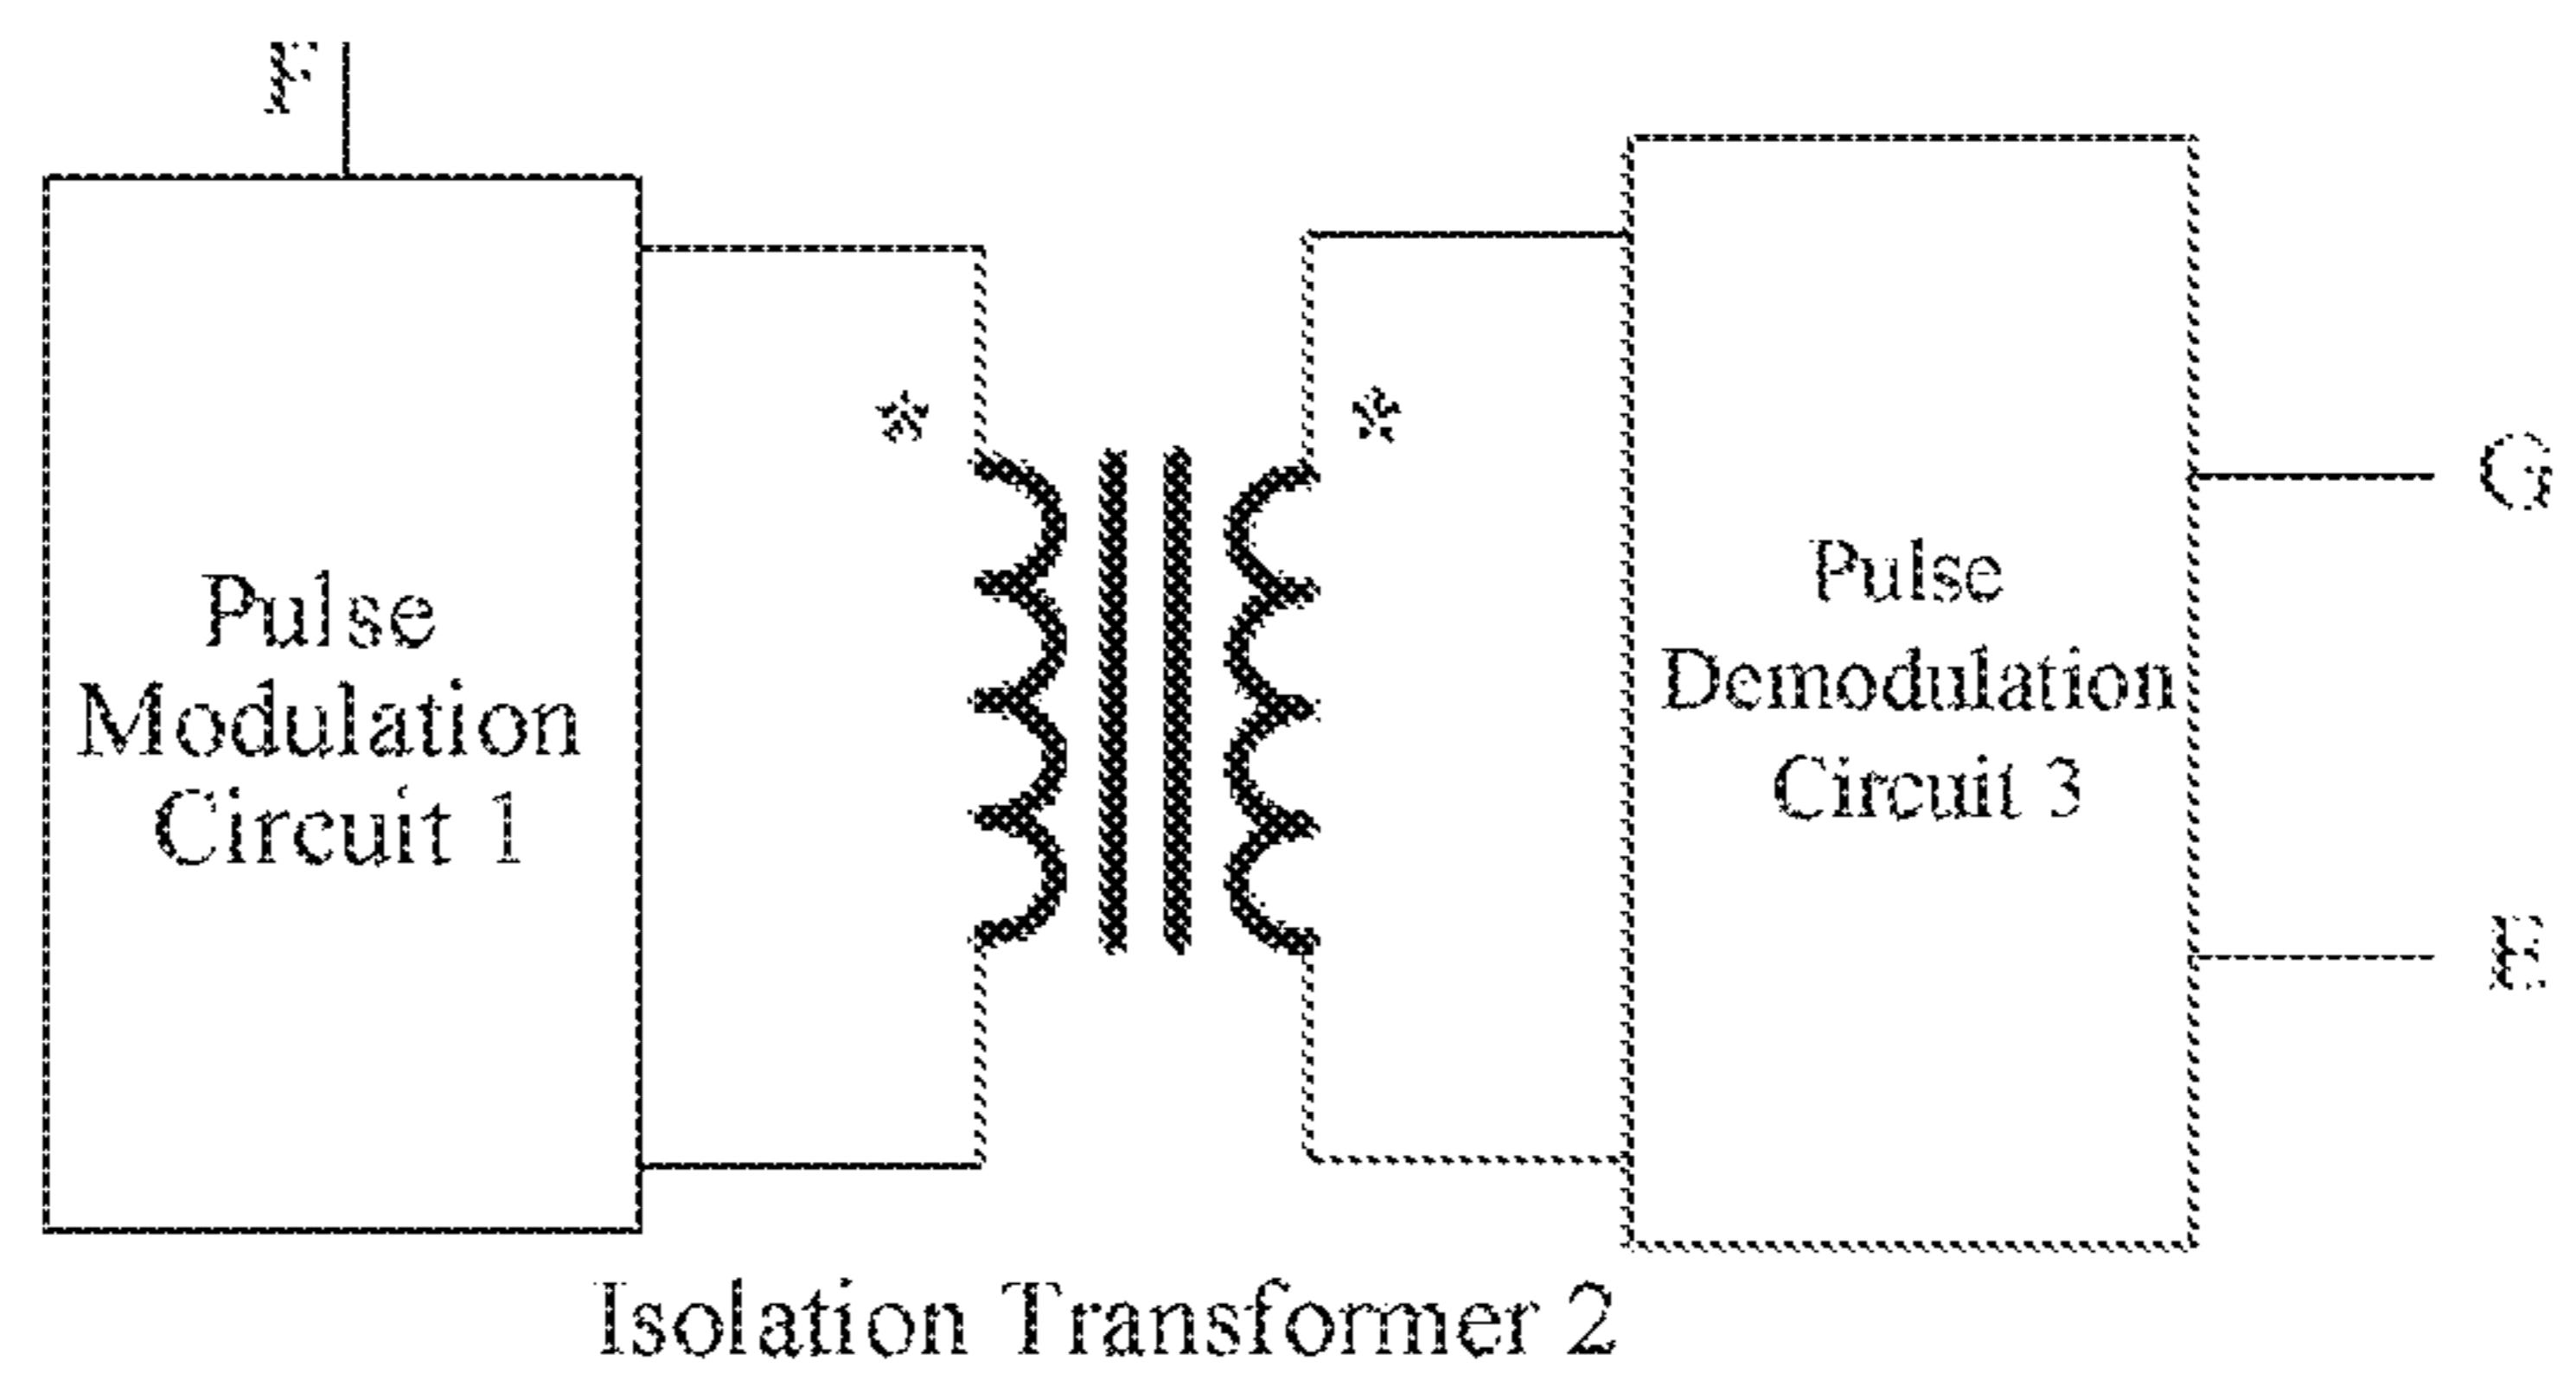 F
*
*
G
Pulse
Modulation
Circuit 1
Pulse
Demodulation
Circuit 3
E
Isolation Transformer 2